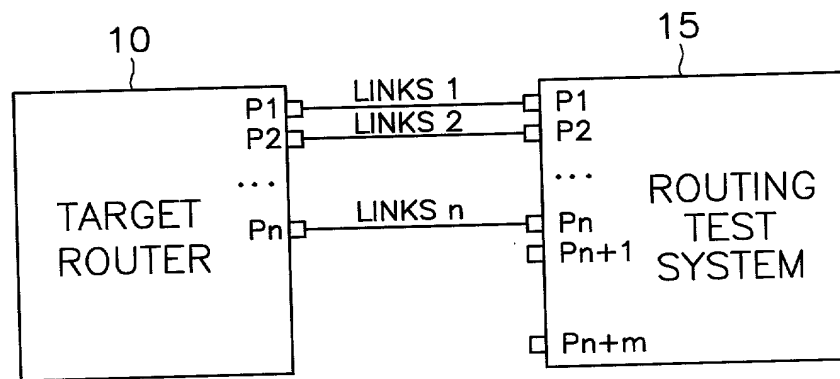 10
15
LINKS 1
LINKS 2
LINKS n
P1
P2
...
Pn
TARGET
ROUTER
P1
P2
...
Pn
Pn+1
Pn+m
ROUTING
TEST
SYSTEM